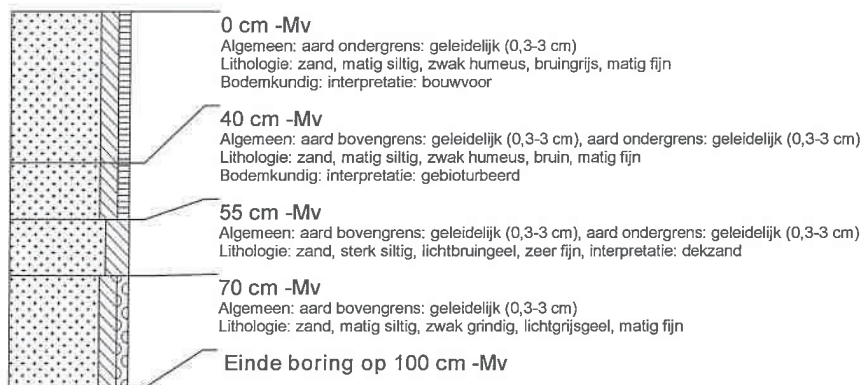 0 cm -Mv
Algemeen: aard ondergrens: geleidelijk (0,3-3 cm)
Lithologie: zand, matig siltig, zwak humeus, bruingrijs, matig fijn
Bodemkundig: interpretatie: bouwvoor
40 cm -Mv
Algemeen: aard bovengrens: geleidelijk (0,3-3 cm), aard ondergrens: geleidelijk (0,3-3 cm)
Lithologie: zand, matig siltig, zwak humeus, bruin, matig fijn
Bodemkundig: interpretatie: gebioturbeerd
55 cm -Mv
Algemeen: aard bovengrens: geleidelijk (0,3-3 cm), aard ondergrens: geleidelijk (0,3-3 cm)
Lithologie: zand, sterk siltig, lichtbruingeel, zeer fijn, interpretatie: dekzand
70 cm -Mv
Algemeen: aard bovengrens: geleidelijk (0,3-3 cm)
Lithologie: zand, matig siltig, zwak grindig, lichtgrijsgeel, matig fijn
Einde boring op 100 cm -Mv